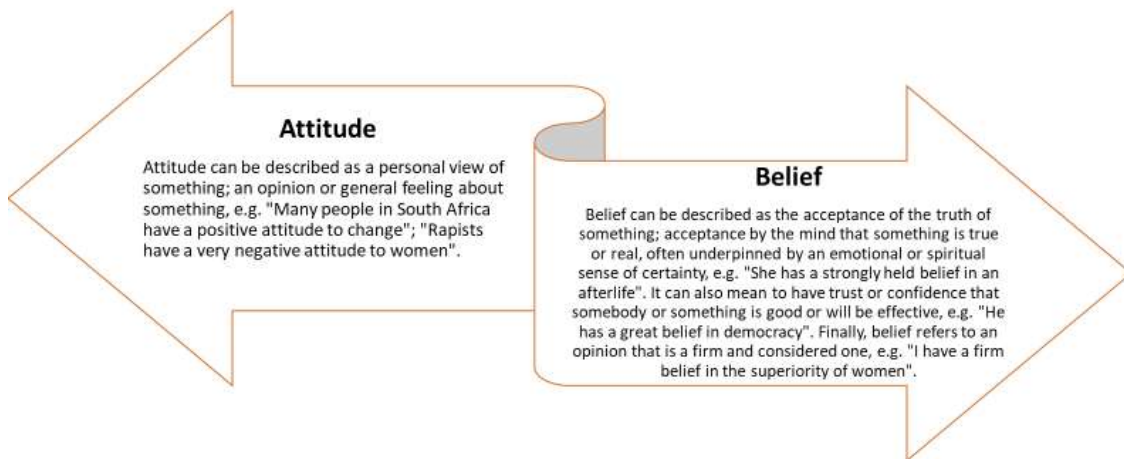 Attitude
Attitude can be described as a personal view of
something; an opinion or general feeling about
something, e.g. "Many people in South Africa
have a positive attitude to change"; "Rapists
have a very negative attitude to women".
Belief
Belief can be described as the acceptance of the truth of
something; acceptance by the mind that something is true
or real, often underpinned by an emotional or spiritual
sense of certainty, e.g. "She has a strongly held belief in an
afterlife". It can also mean to have trust or confidence that
somebody or something is good or will be effective, e.g. "He
has a great belief in democracy". Finally, belief refers to an
opinion that is a firm and considered one, e.g. "I have a firm
belief in the superiority of women".